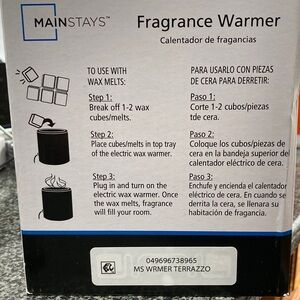 MAINSTAYS™
Fragrance Warmer
Calentador de fragancias
TO USE WITH
WAX MELTS:
Step 1:
Break off 1-2 wax
cubes/melts.
Step 2:
Place cubes/melts in top tray
of the electric wax warmer.
Step 3:
Plug in and turn on the
electric wax warmer. Once
the wax melts, fragrance
will fill your room.
PARA USARLO CON PIEZAS
DE CERA PARA DERRETIR:
Paso 1:
Corte 1-2 cubos/piezas
tde cera.
Paso 2:
Coloque los cubos/piezas de
cera en la bandeja superior del
calentador eléctrico de cera.
Paso 3:
Enchufe y encienda el calentador
eléctrico de cera. En cuando se
derrita la cera, se llenara su
habitación de fragancia.
049696738965
MS WRMER TERRAZZO